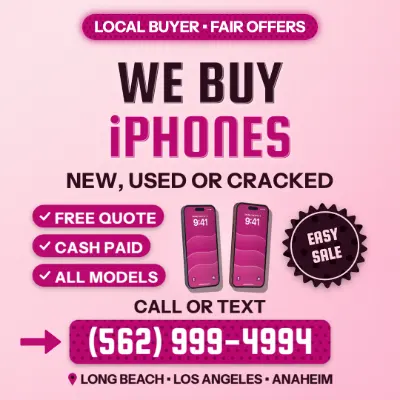 LOCAL BUYER • FAIR OFFERS
WE BUY
iPHONES
NEW, USED OR CRACKED
FREE QUOTE
CASH PAID
ALL MODELS
9:41
9:41
EASY
SALE
CALL OR TEXT
(562) 999-4994
LONG BEACH • LOS ANGELES • ANAHEIM